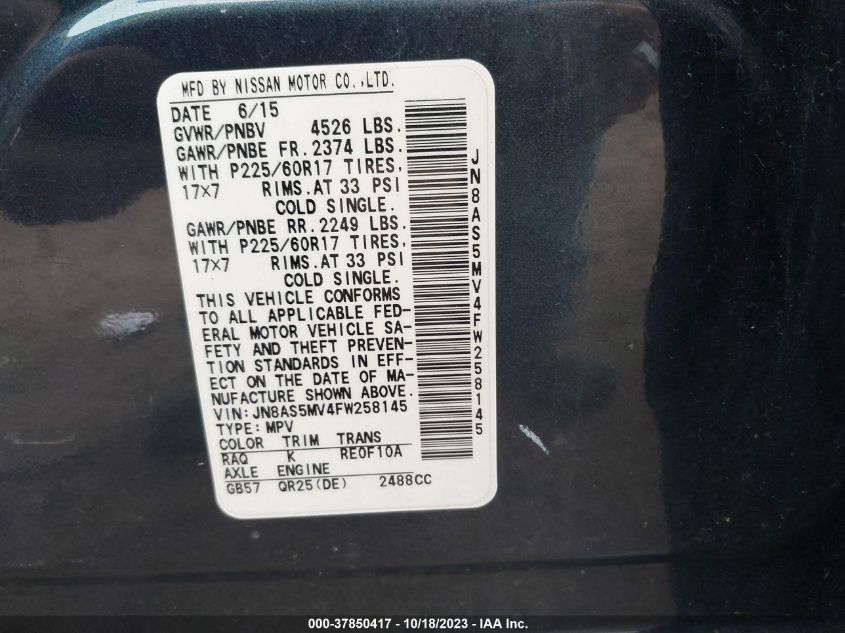 MFD BY NISSAN MOTOR CO.,LTD.
DATE 6/15
GVWR/PNBV 4526 LBS.
GAWR/PNBE FR. 2374 LBS.
WITH P225/60R17 TIRES,
17X7 RIMS.AT 33 PSI
COLD SINGLE.
GAWR/PNBE RR. 2249 LBS.
WITH P225/60R17 TIRES,
17X7 RIMS.AT 33 PSI
COLD SINGLE.
THIS VEHICLE CONFORMS
TO ALL APPLICABLE FED-
ERAL MOTOR VEHICLE SA-
FETY AND THEFT PREVEN-
TION STANDARDS IN EFF-
ECT ON THE DATE OF MA-
NUFACTURE SHOWN ABOVE.
VIN: JN8AS5MV4FW258145
TYPE: MPV
COLOR TRIM TRANS
RAQ K RE0F10A
AXLE ENGINE
GB57 QR25(DE) 2488CC
JN8AS5MV4FW258145
000-37850417 - 10/18/2023 - IAA Inc.